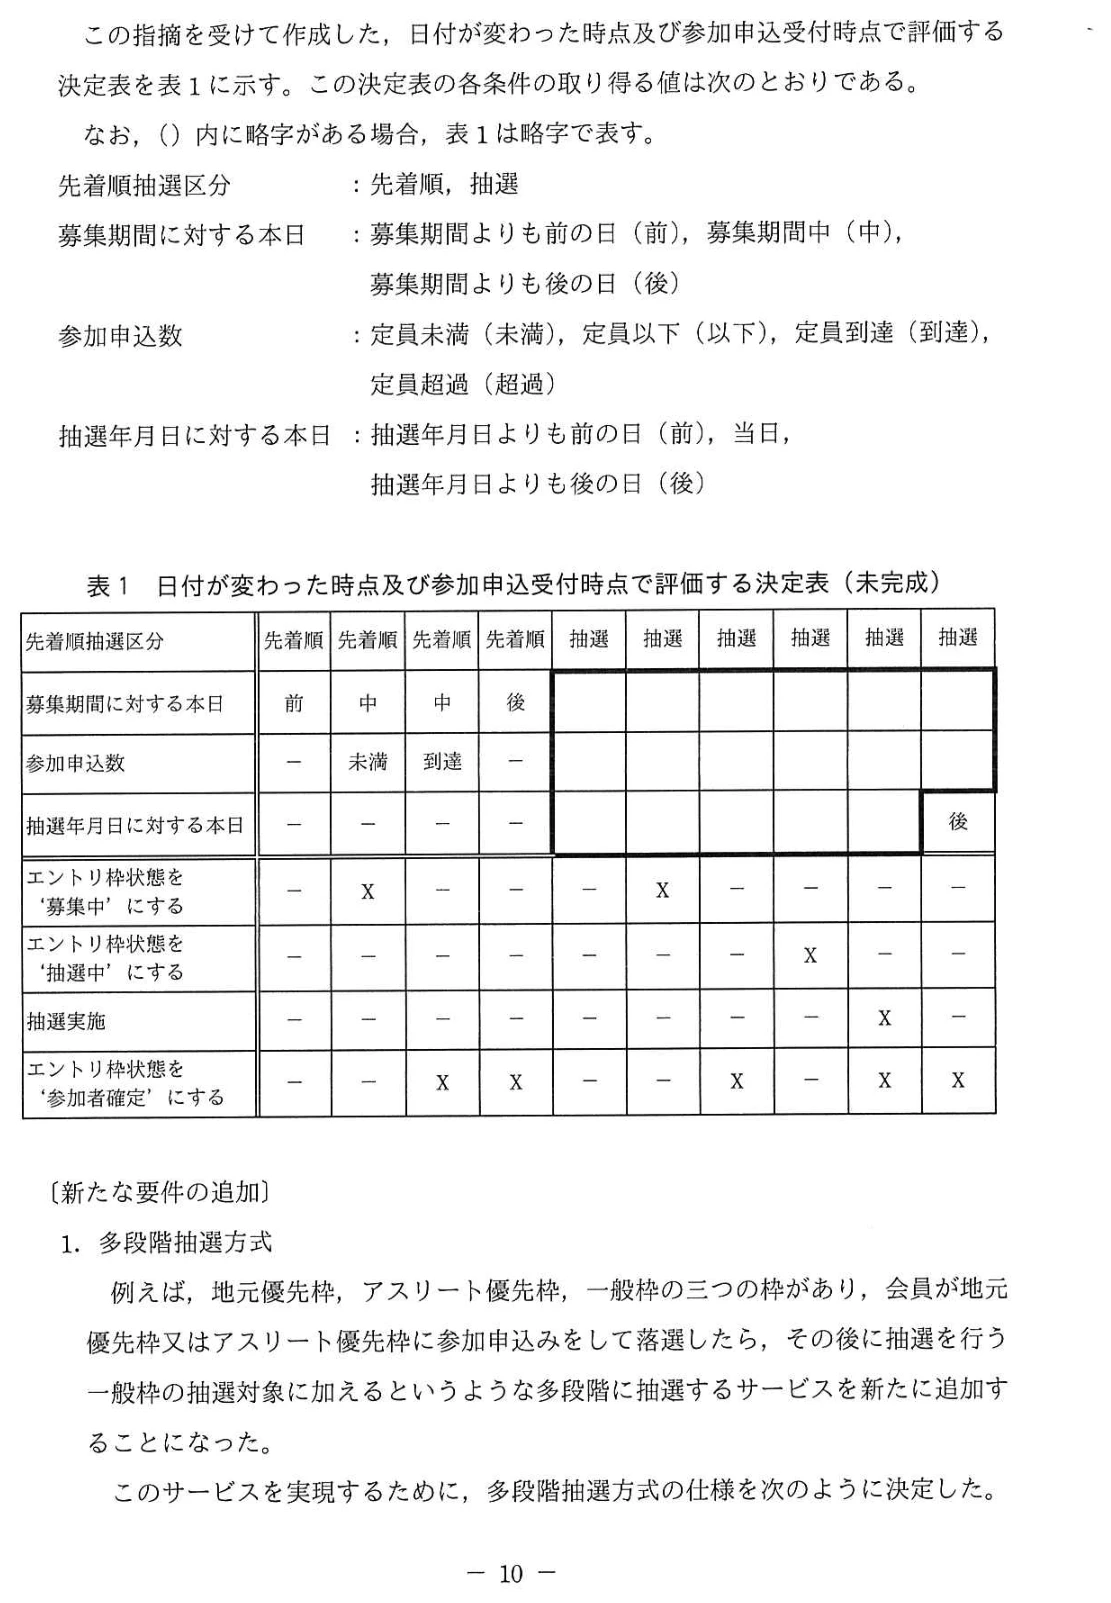 この指摘を受けて作成した，日付が変わった時点及び参加申込受付時点で評価する
決定表を表1に示す。この決定表の各条件の取り得る値は次のとおりである。
なお，（）内に略字がある場合，表1は略字で表す。
先着順抽選区分 ：先着順，抽選
募集期間に対する本日 ：募集期間よりも前の日（前），募集期間中（中），
募集期間よりも後の日（後）
参加申込数 ：定員未満（未満），定員以下（以下），定員到達（到達），
定員超過（超過）
抽選年月日に対する本日 ：抽選年月日よりも前の日（前），当日，
抽選年月日よりも後の日（後）
表1 日付が変わった時点及び参加申込受付時点で評価する決定表（未完成）
先着順抽選区分 先着順 先着順 先着順 先着順 抽選 抽選 抽選 抽選 抽選 抽選
募集期間に対する本日 前 中 中 後
参加申込数 － 未満 到達 －
抽選年月日に対する本日 － － － － 後
エントリ枠状態を
‘募集中’にする － X － － － X － － － －
エントリ枠状態を
‘抽選中’にする － － － － － － － X － －
抽選実施 － － － － － － － － X －
エントリ枠状態を
‘参加者確定’にする － － X X － － X － X X
〔新たな要件の追加〕
1．多段階抽選方式
例えば，地元優先枠，アスリート優先枠，一般枠の三つの枠があり，会員が地元
優先枠又はアスリート優先枠に参加申込みをして落選したら，その後に抽選を行う
一般枠の抽選対象に加えるというような多段階に抽選するサービスを新たに追加す
ることになった。
このサービスを実現するために，多段階抽選方式の仕様を次のように決定した。
－ 10 －